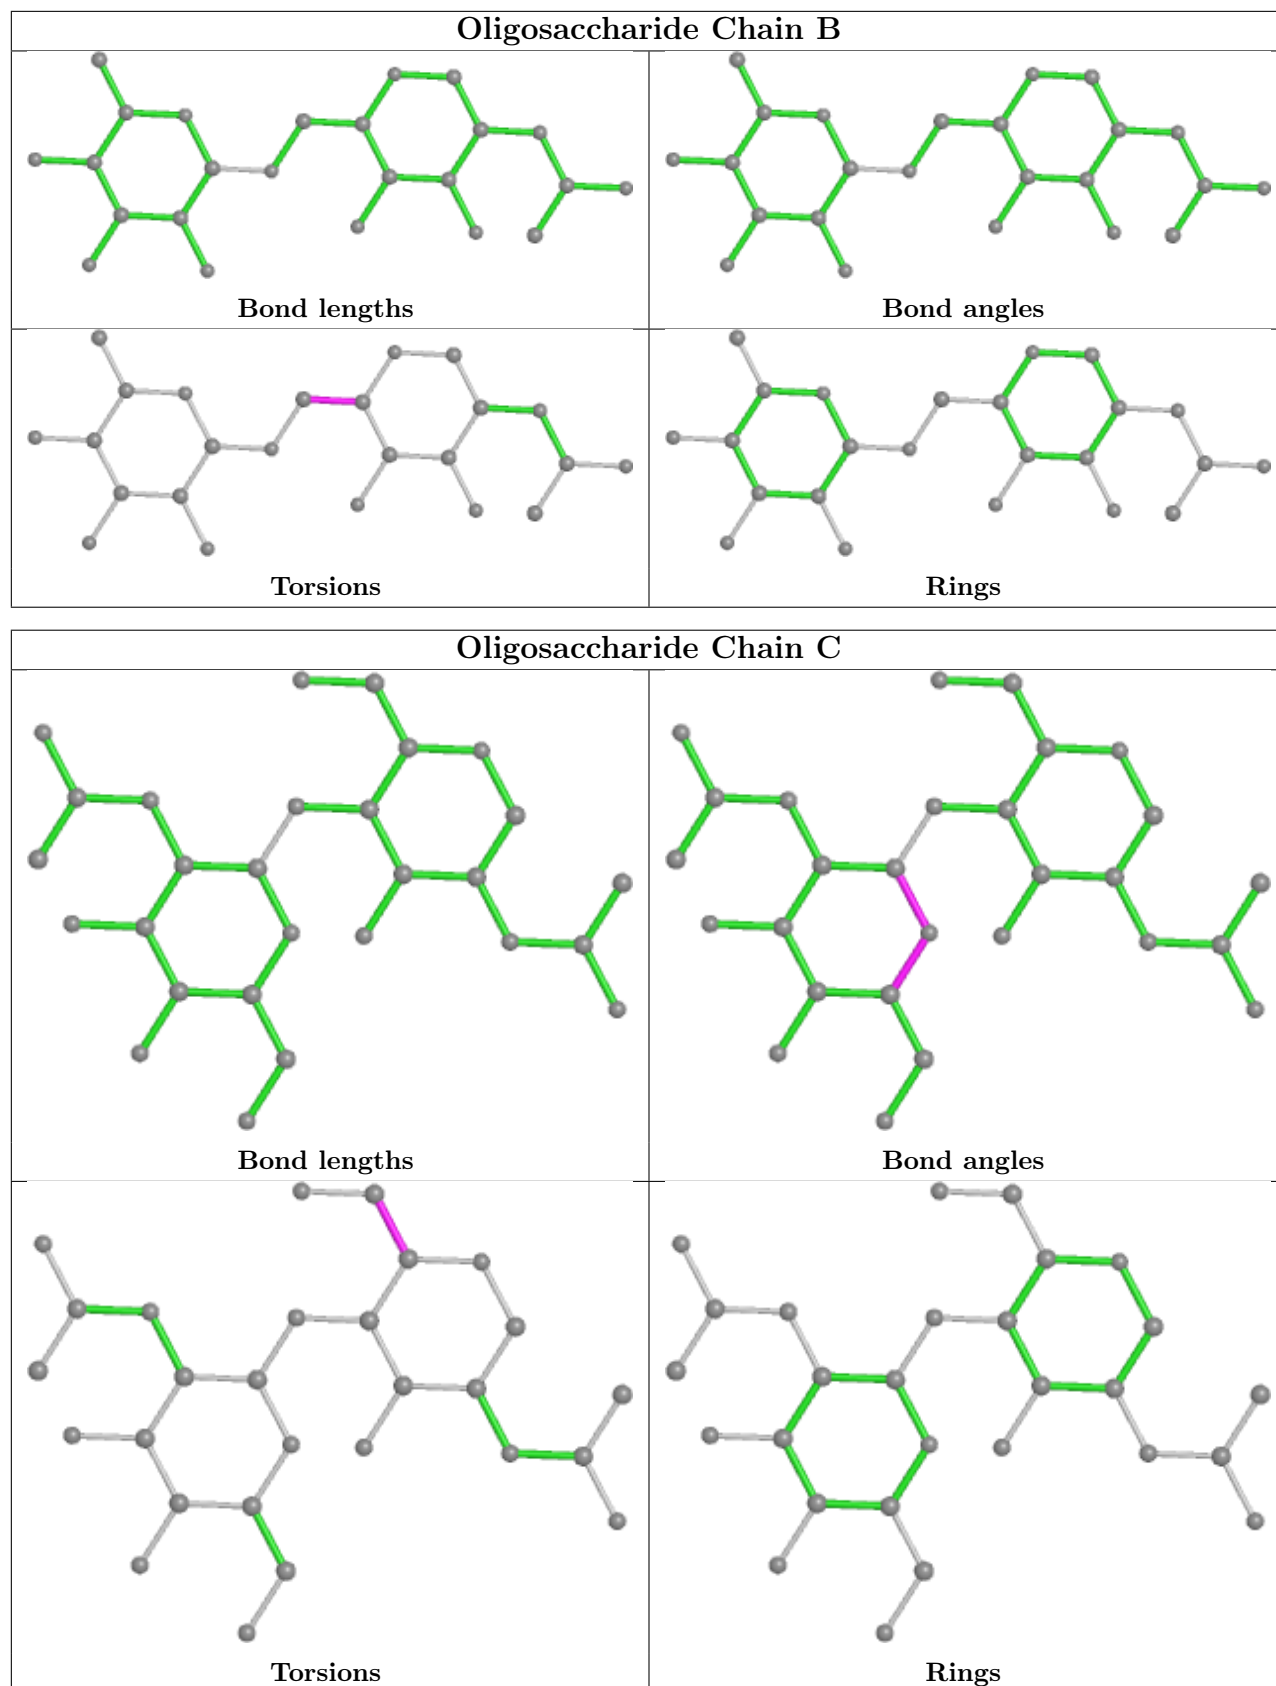 Oligosaccharide Chain B
Bond lengths
Bond angles
Torsions
Rings
Oligosaccharide Chain C
Bond lengths
Bond angles
Torsions
Rings